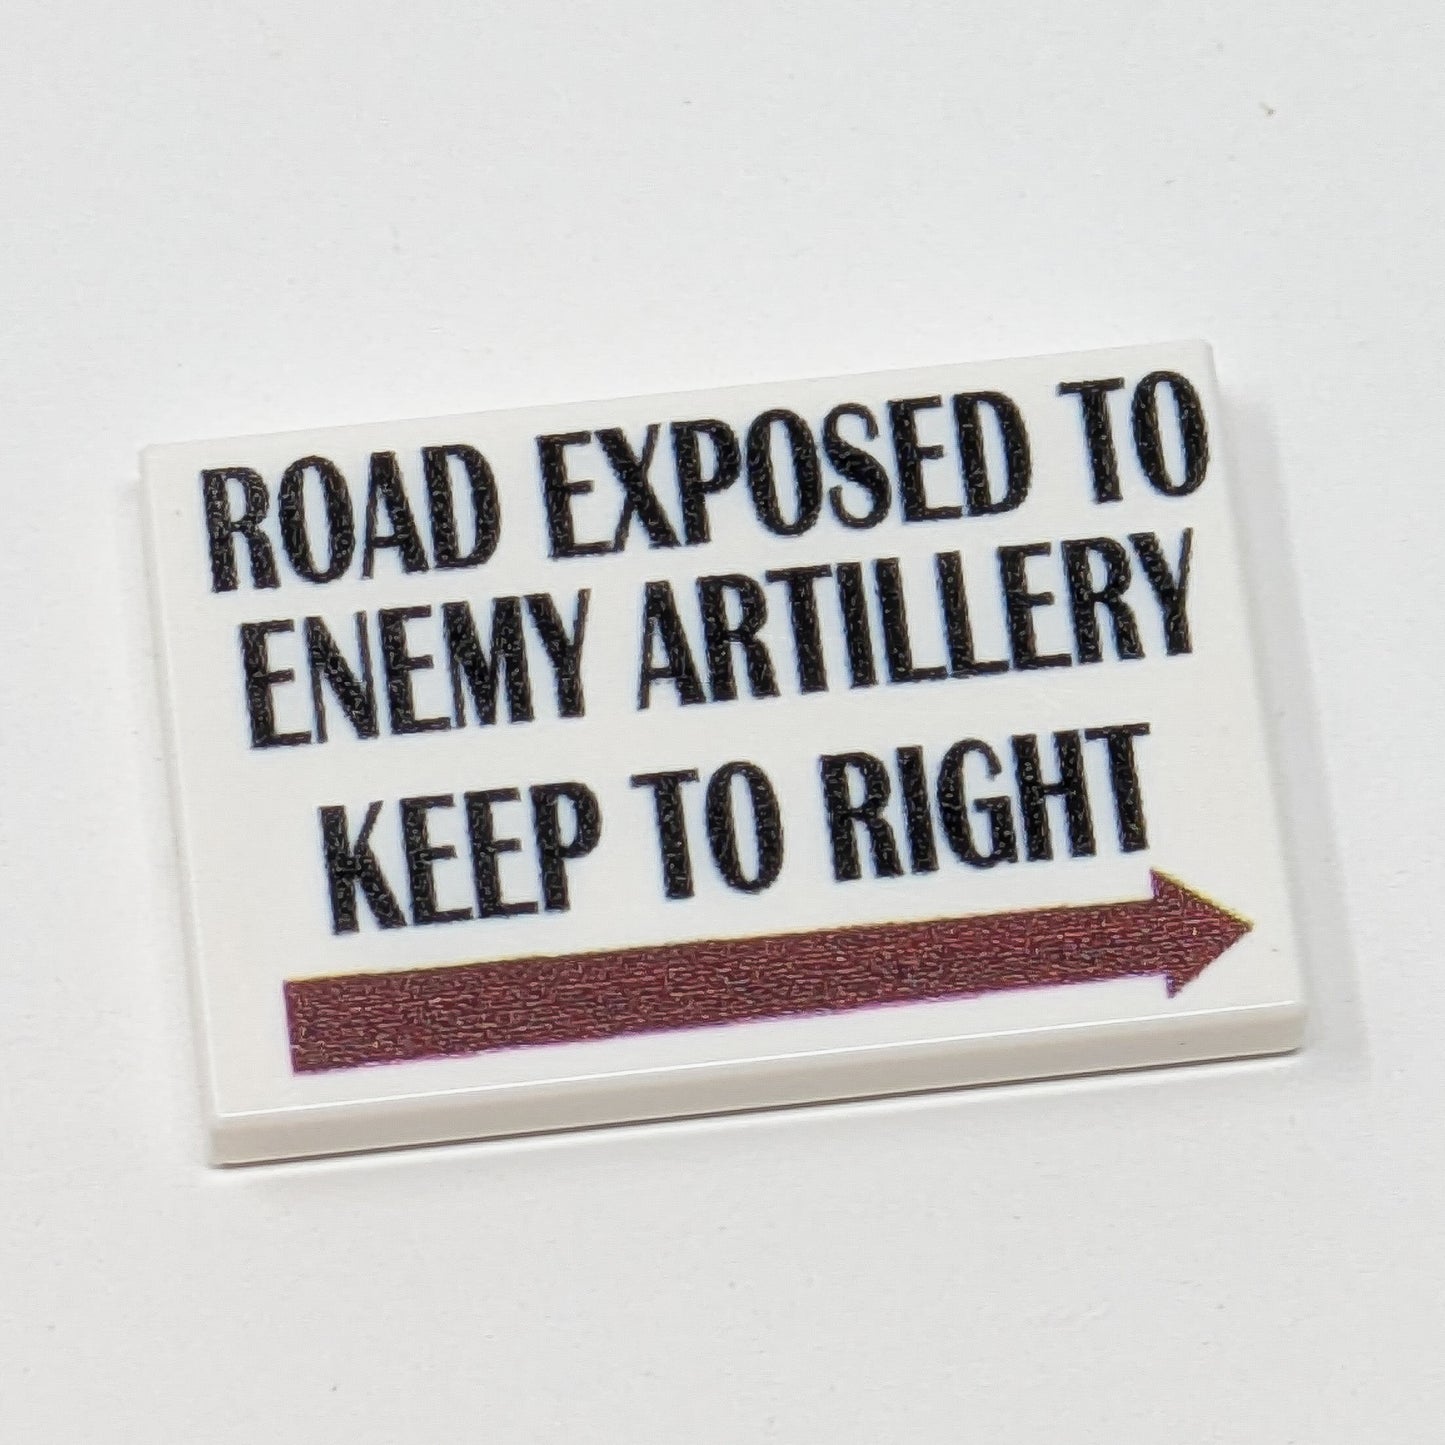 ROAD EXPOSED TO
ENEMY ARTILLERY
KEEP TO RIGHT